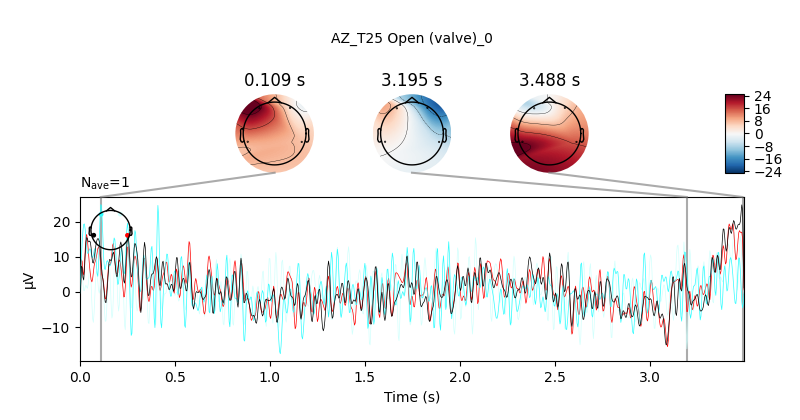 AZ_T25 Open (valve)_0
0.109 s 3.195 s 3.488 s
24
16
8
0
−8
−16
−24
Nave=1
20
10
0
−10
µV
0.0 0.5 1.0 1.5 2.0 2.5 3.0
Time (s)